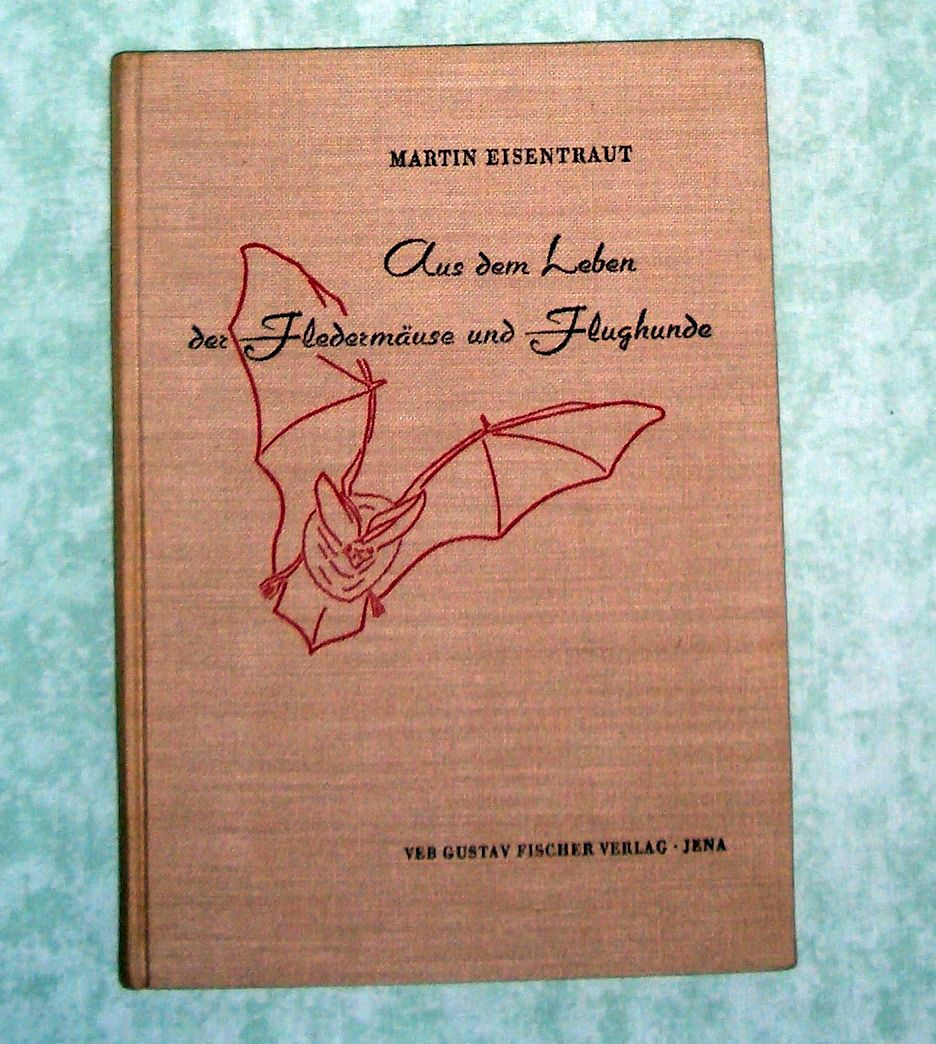 MARTIN EISENTRAUT
Aus dem Leben
der Fledermäuse und Flughunde
VEB GUSTAV FISCHER VERLAG · JENA